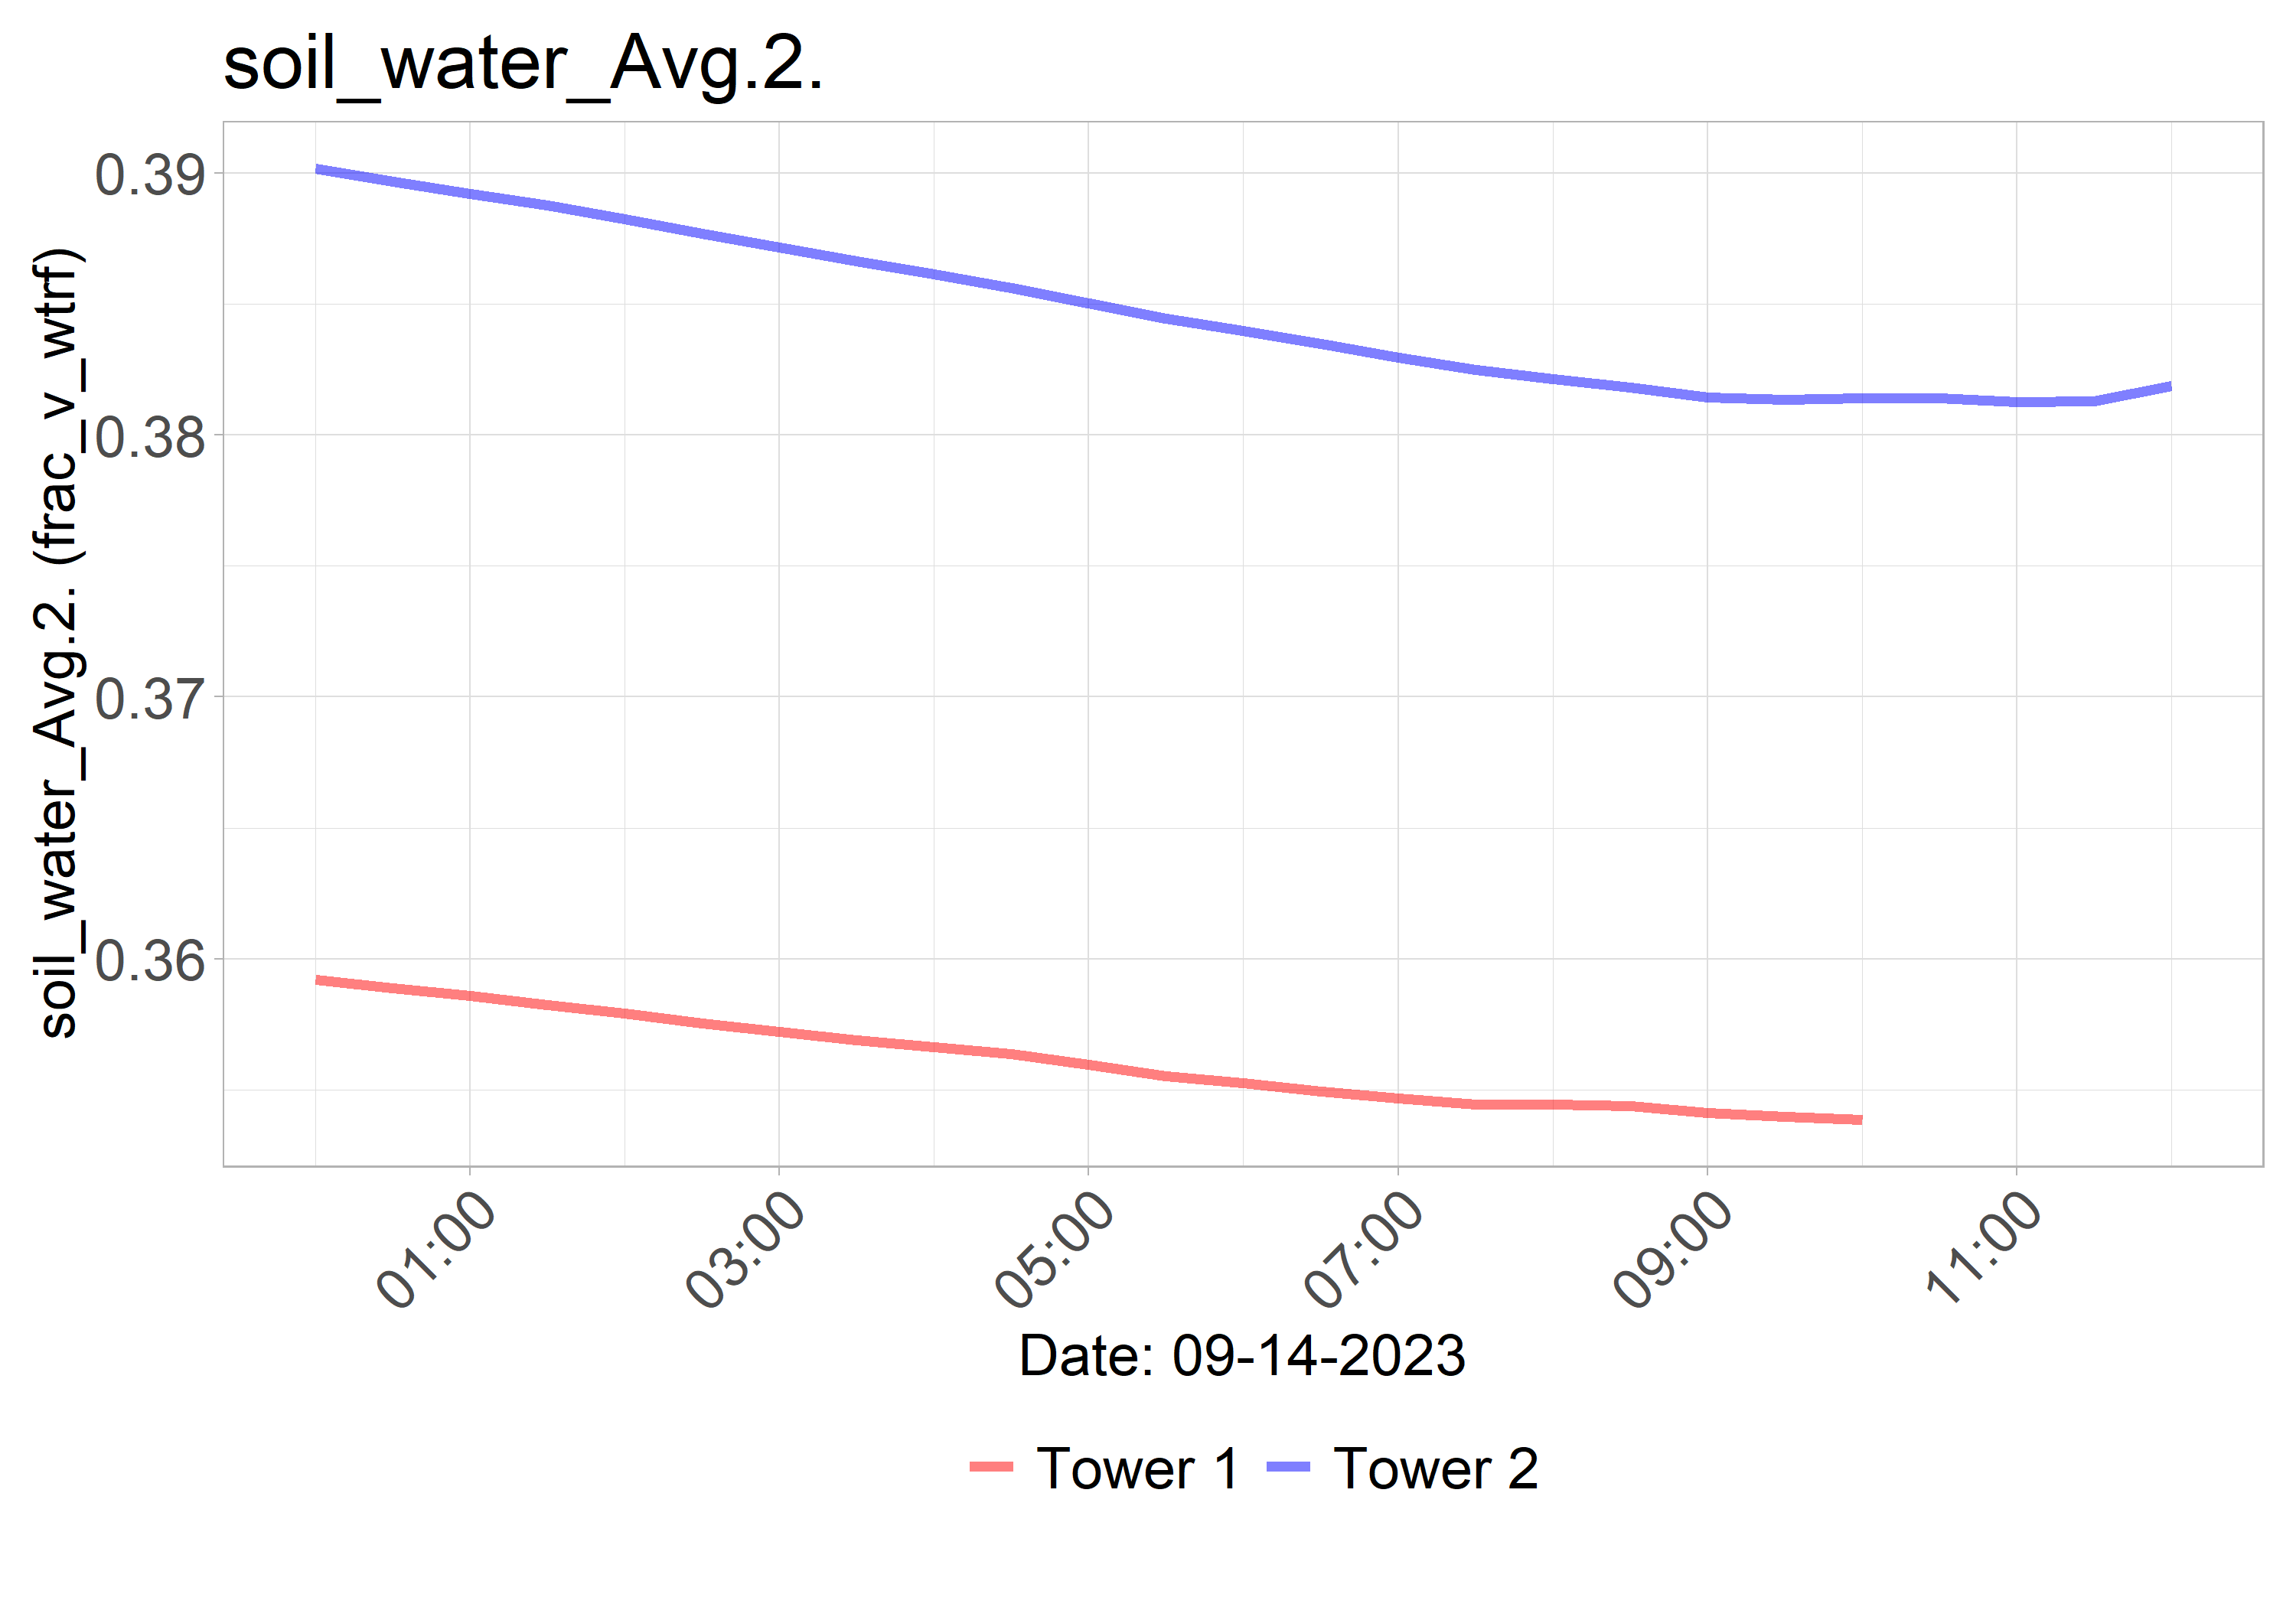 soil_water_Avg.2.
soil_water_Avg.2. (frac_v_wtrf)
0.39
0.38
0.37
0.36
01:00
03:00
05:00
07:00
09:00
11:00
Date: 09-14-2023
Tower 1
Tower 2